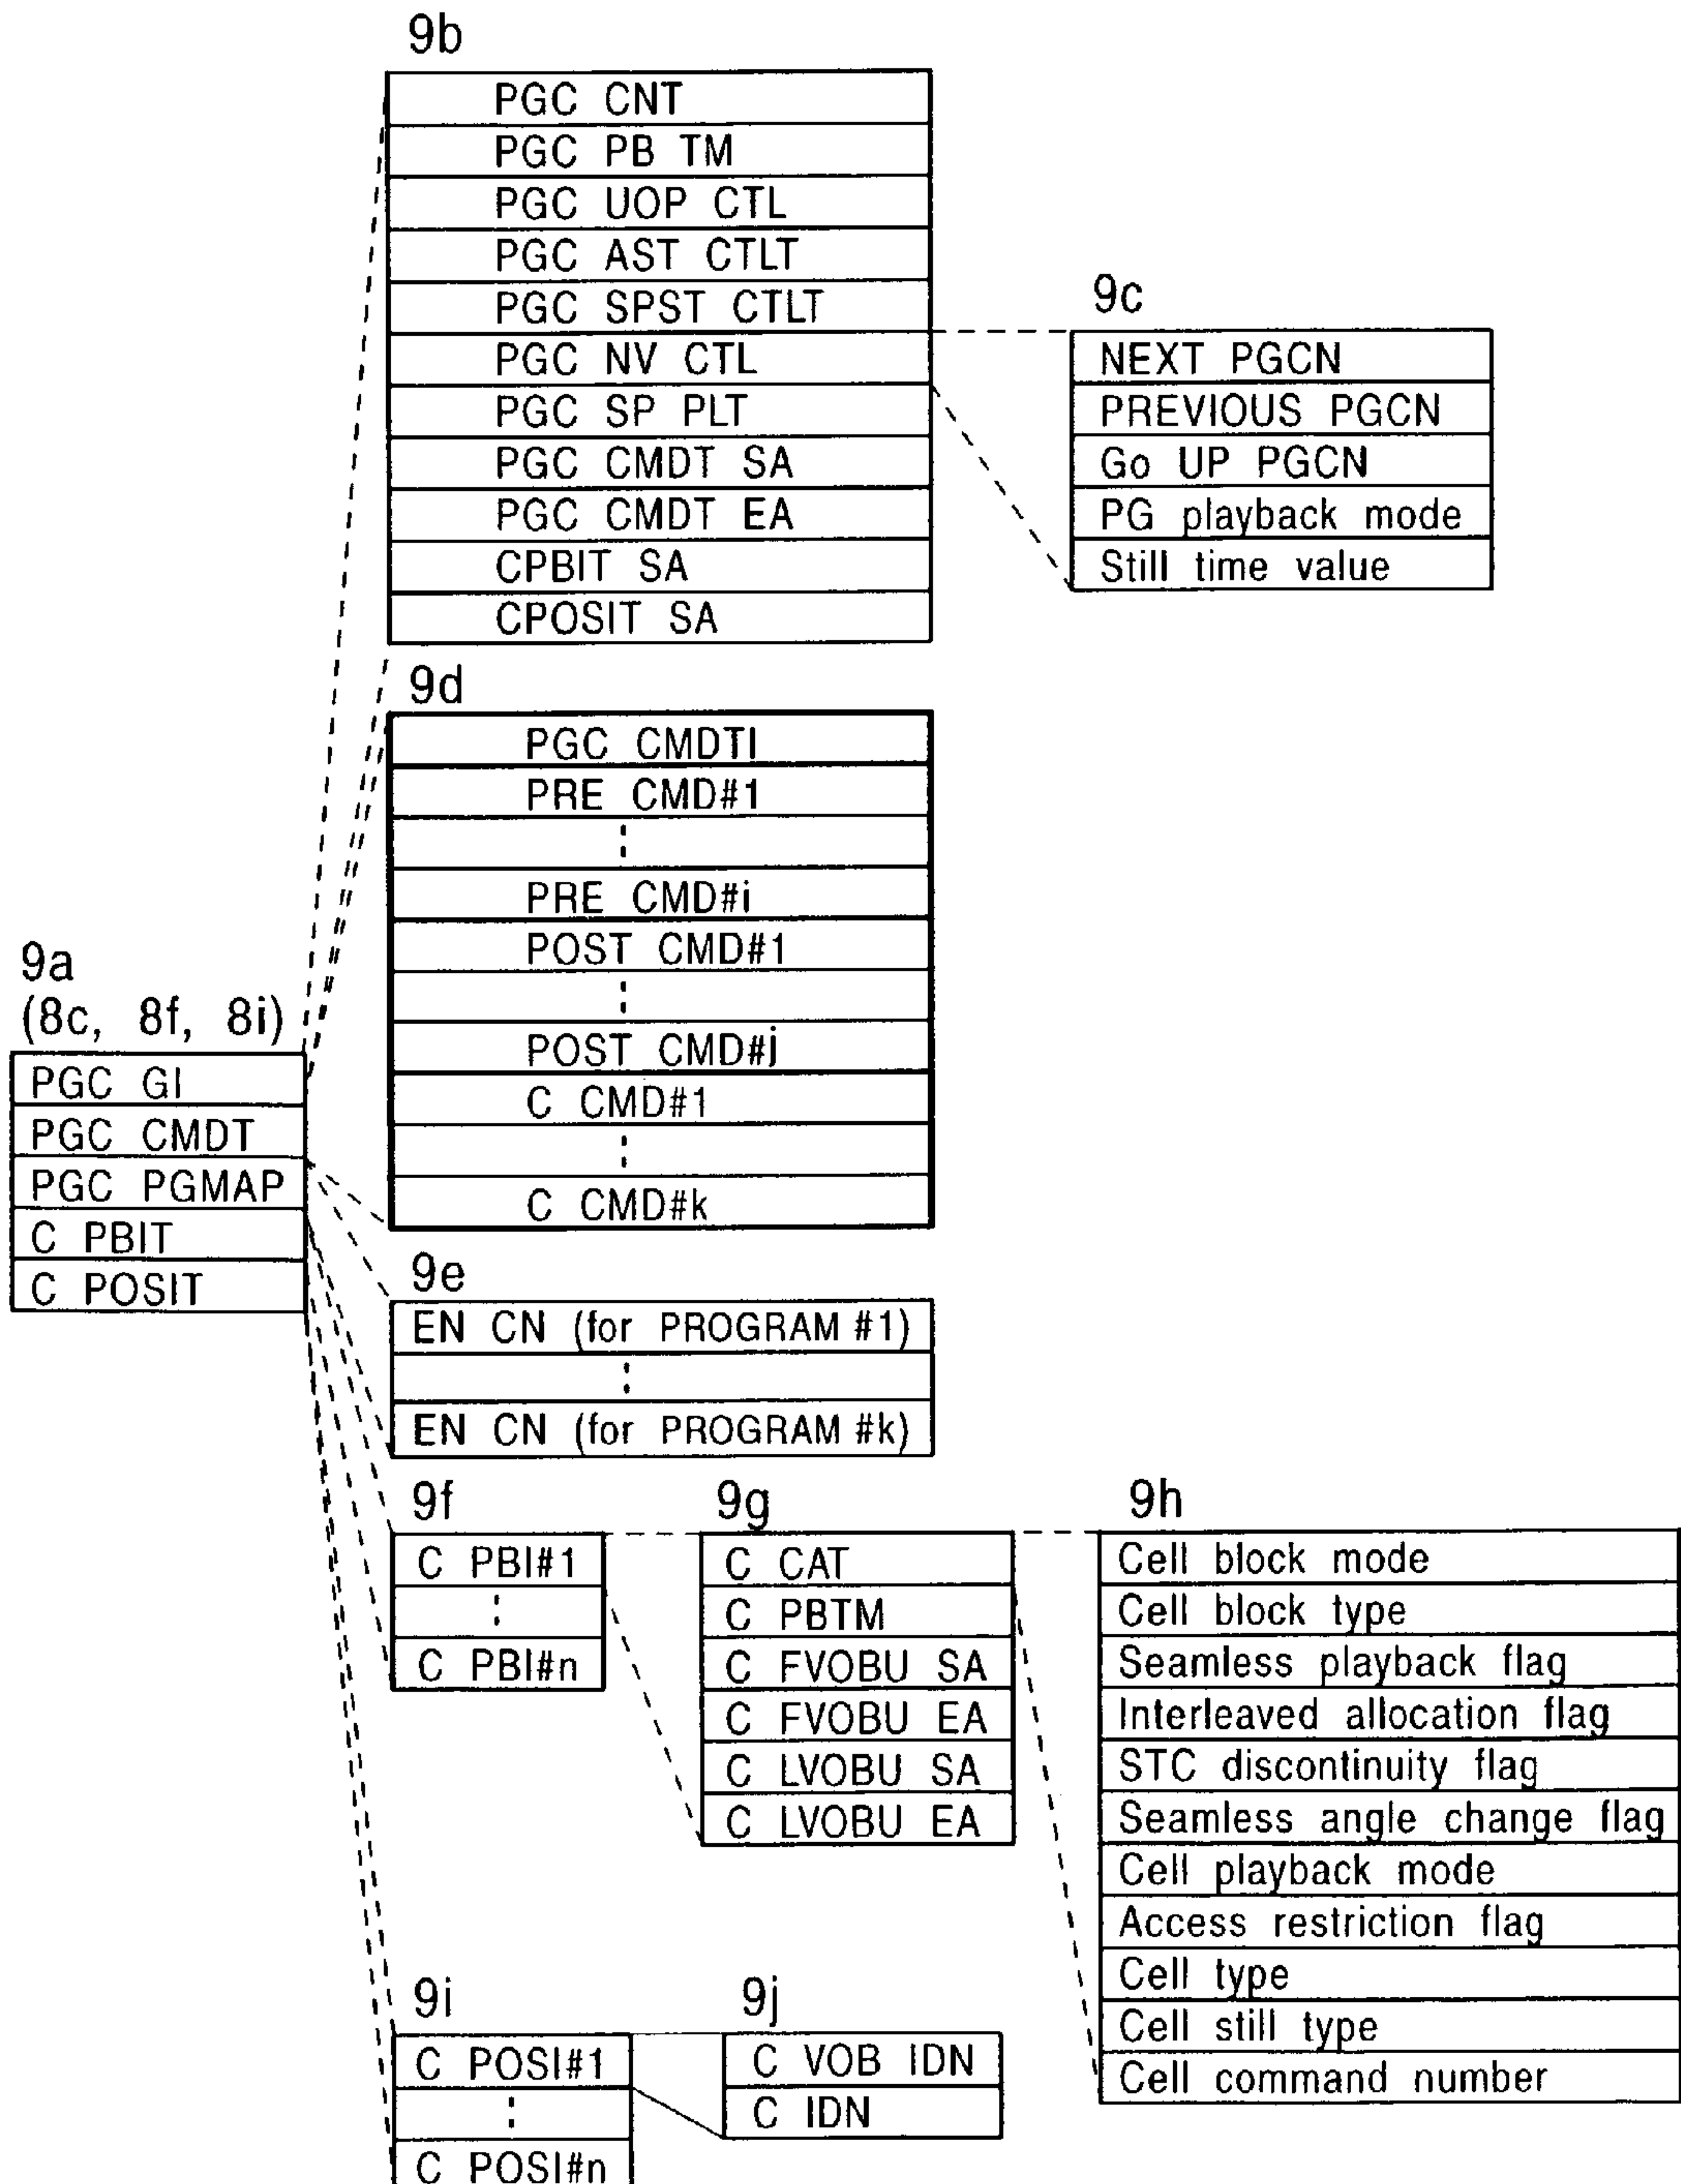 9b
PGC CNT
PGC PB TM
PGC UOP CTL
PGC AST CTLT
PGC SPST CTLT
PGC NV CTL
PGC SP PLT
PGC CMDT SA
PGC CMDT EA
CPBIT SA
CPOSIT SA
9c
NEXT PGCN
PREVIOUS PGCN
Go UP PGCN
PG playback mode
Still time value
9d
PGC CMDTI
PRE CMD#1
⋮
PRE CMD#i
POST CMD#1
⋮
POST CMD#j
C CMD#1
⋮
C CMD#k
9a
(8c, 8f, 8i)
PGC GI
PGC CMDT
PGC PGMAP
C PBIT
C POSIT
9e
EN CN (for PROGRAM #1)
⋮
EN CN (for PROGRAM #k)
9f
C PBI#1
⋮
C PBI#n
9g
C CAT
C PBTM
C FVOBU SA
C FVOBU EA
C LVOBU SA
C LVOBU EA
9h
Cell block mode
Cell block type
Seamless playback flag
Interleaved allocation flag
STC discontinuity flag
Seamless angle change flag
Cell playback mode
Access restriction flag
Cell type
Cell still type
Cell command number
9i
C POSI#1
⋮
C POSI#n
9j
C VOB IDN
C IDN